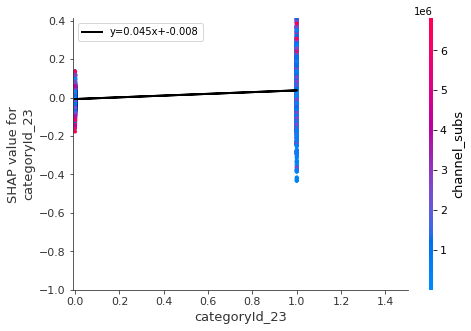 1e6
y=0.045x+-0.008
0.4
0.2
0.0
−0.2
−0.4
−0.6
−0.8
−1.0
SHAP value for
categoryId_23
0.0 0.2 0.4 0.6 0.8 1.0 1.2 1.4
categoryId_23
6
5
4
3
2
1
channel_subs